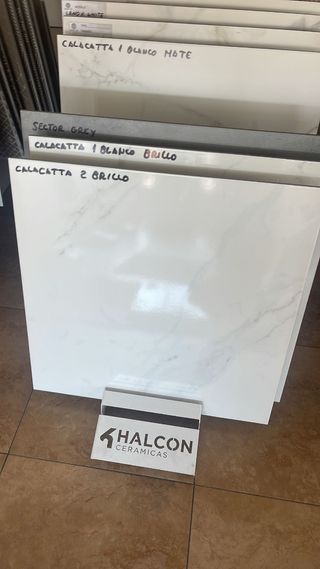 CALACATTA 1 BLANCO MATE
SECTOR GREY
CALACATTA 1 BLANCO BRILLO
CALACATTA 2 BRILLO
HALCON
CERAMICAS